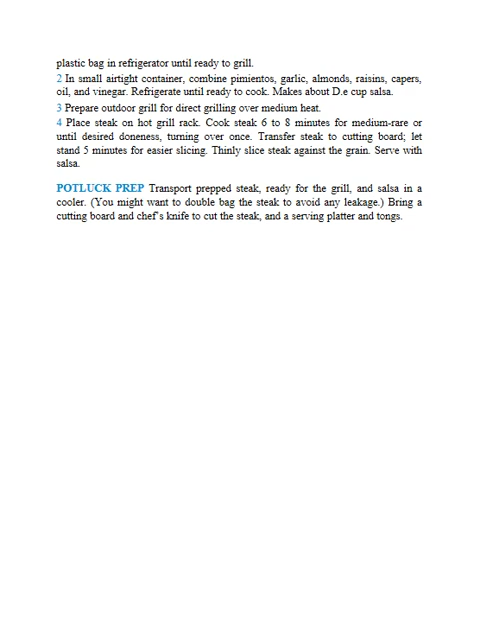 plastic bag in refrigerator until ready to grill.
2 In small airtight container, combine pimientos, garlic, almonds, raisins, capers,
oil, and vinegar. Refrigerate until ready to cook. Makes about D.e cup salsa.
3 Prepare outdoor grill for direct grilling over medium heat.
4 Place steak on hot grill rack. Cook steak 6 to 8 minutes for medium-rare or
until desired doneness, turning over once. Transfer steak to cutting board; let
stand 5 minutes for easier slicing. Thinly slice steak against the grain. Serve with
salsa.
POTLUCK PREP Transport prepped steak, ready for the grill, and salsa in a
cooler. (You might want to double bag the steak to avoid any leakage.) Bring a
cutting board and chef's knife to cut the steak, and a serving platter and tongs.